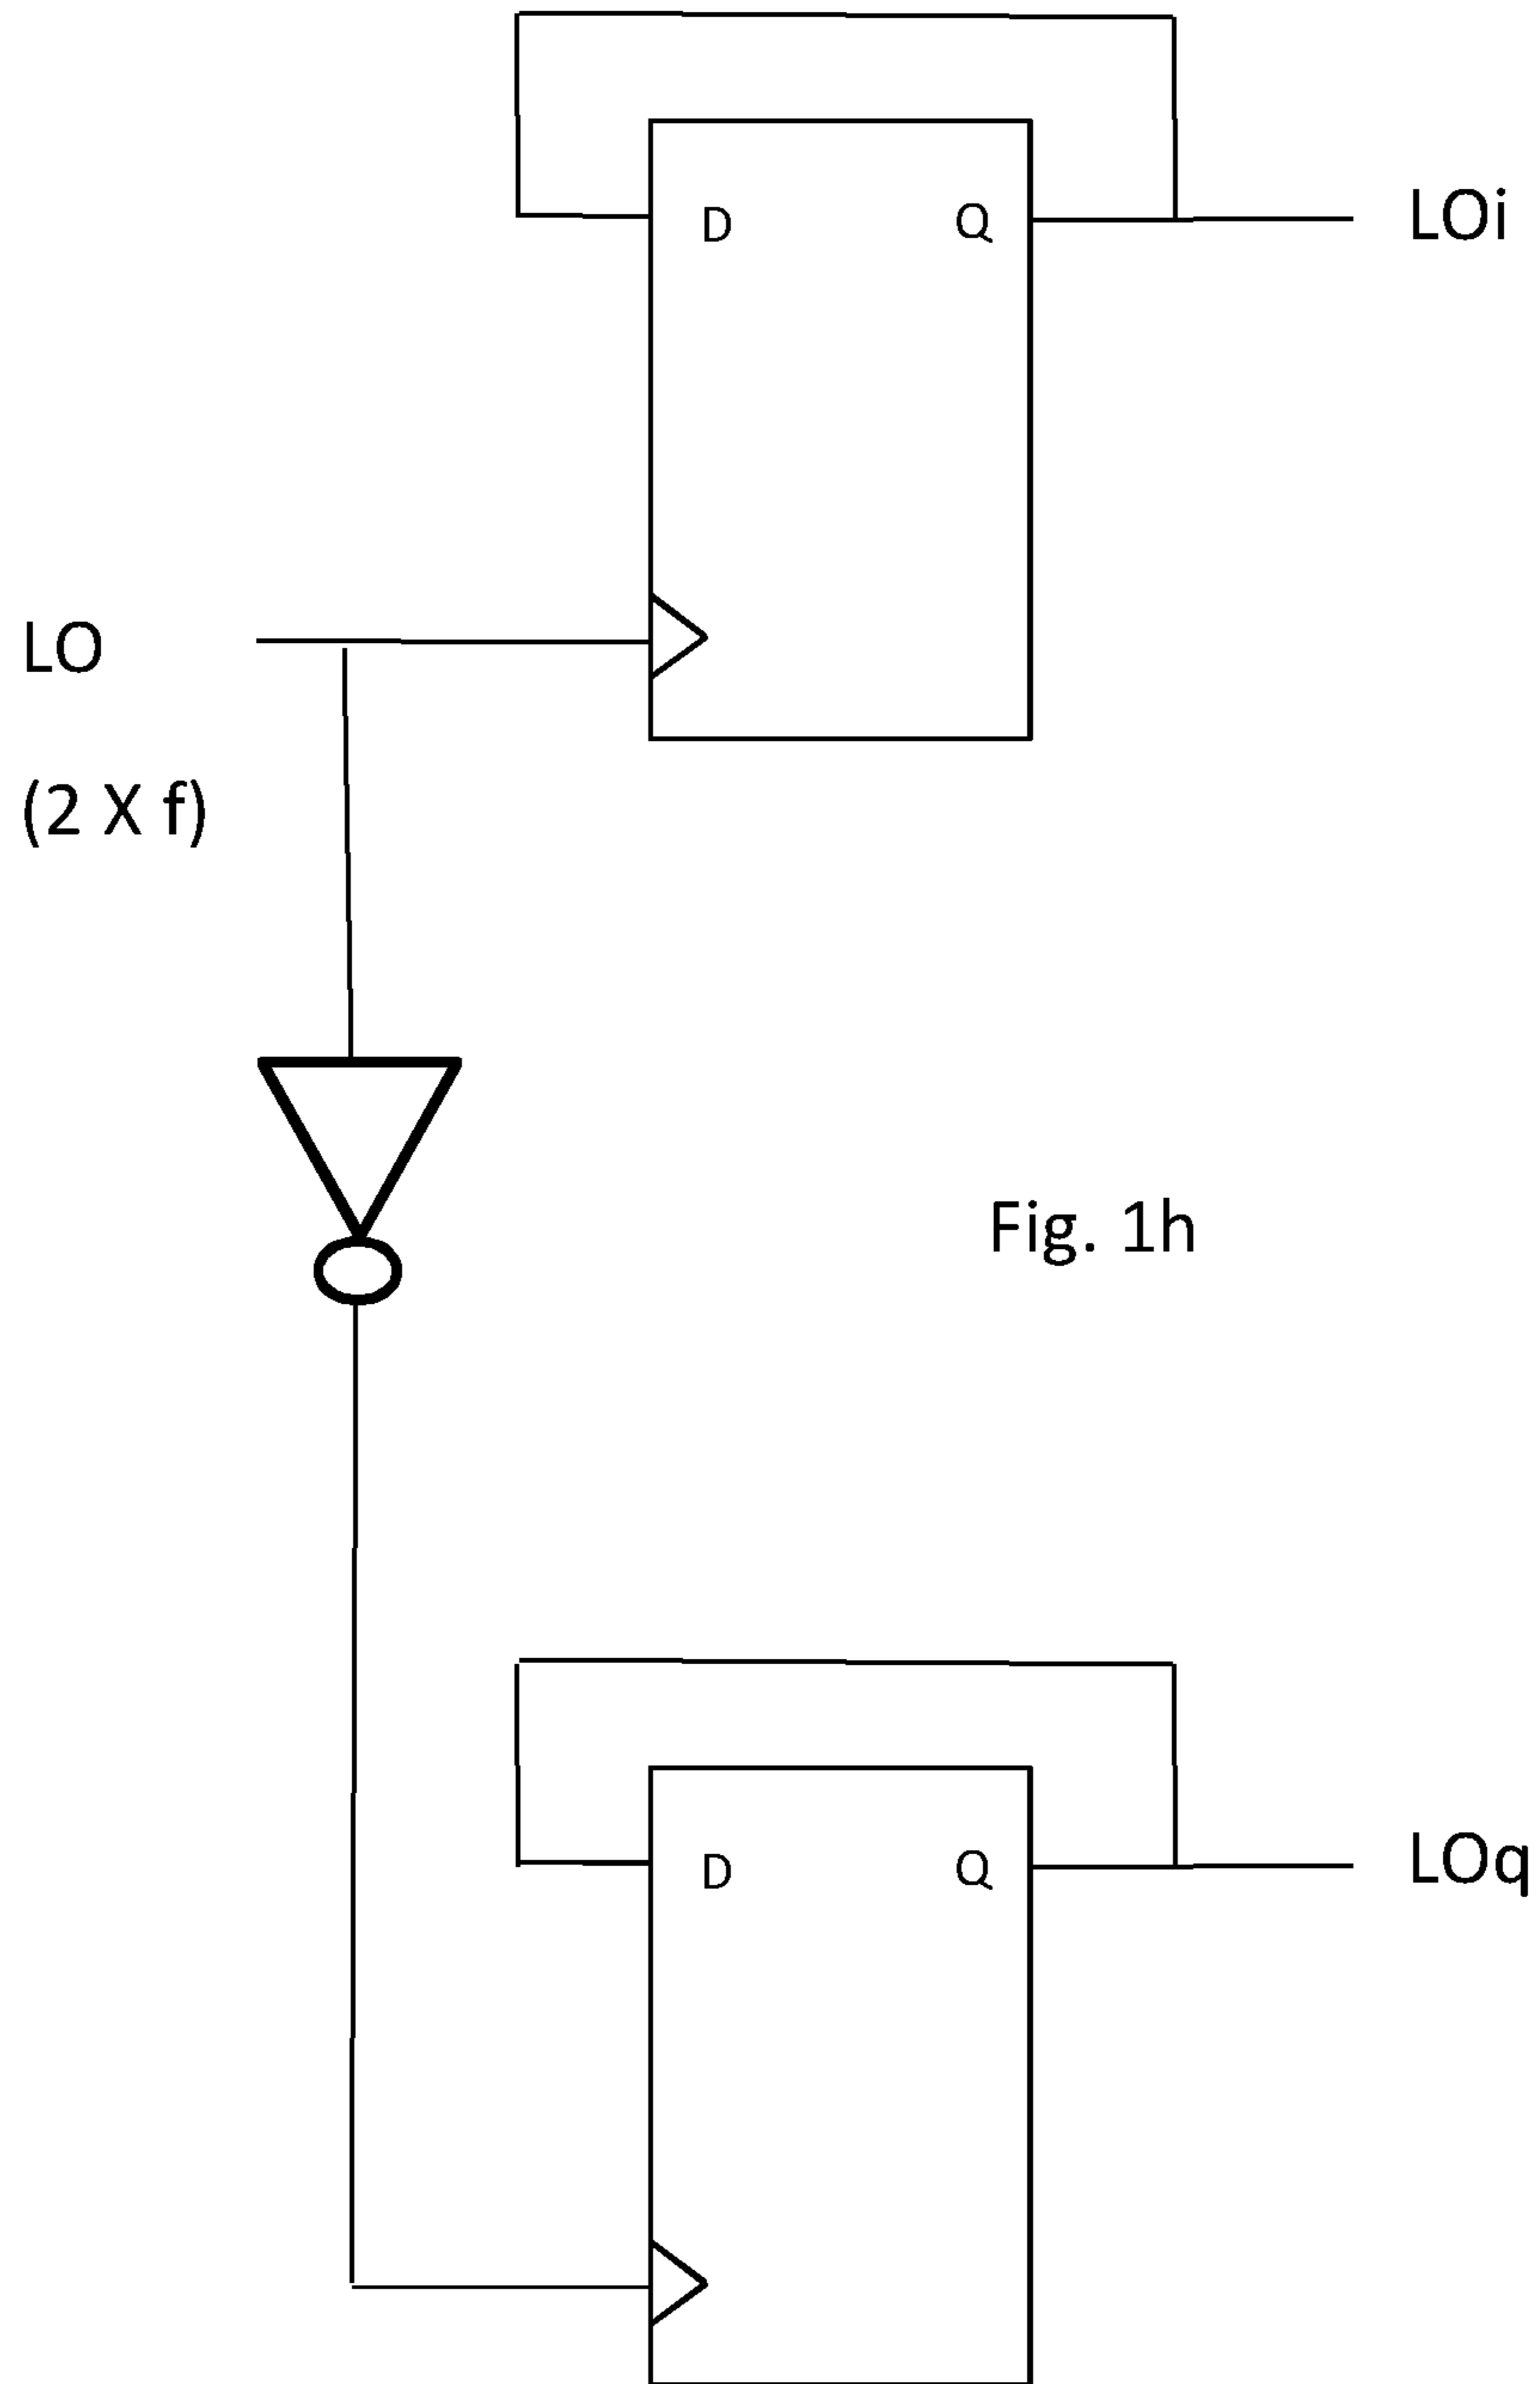 D Q
LOi
LO
(2 X f)
Fig. 1h
D Q
LOq